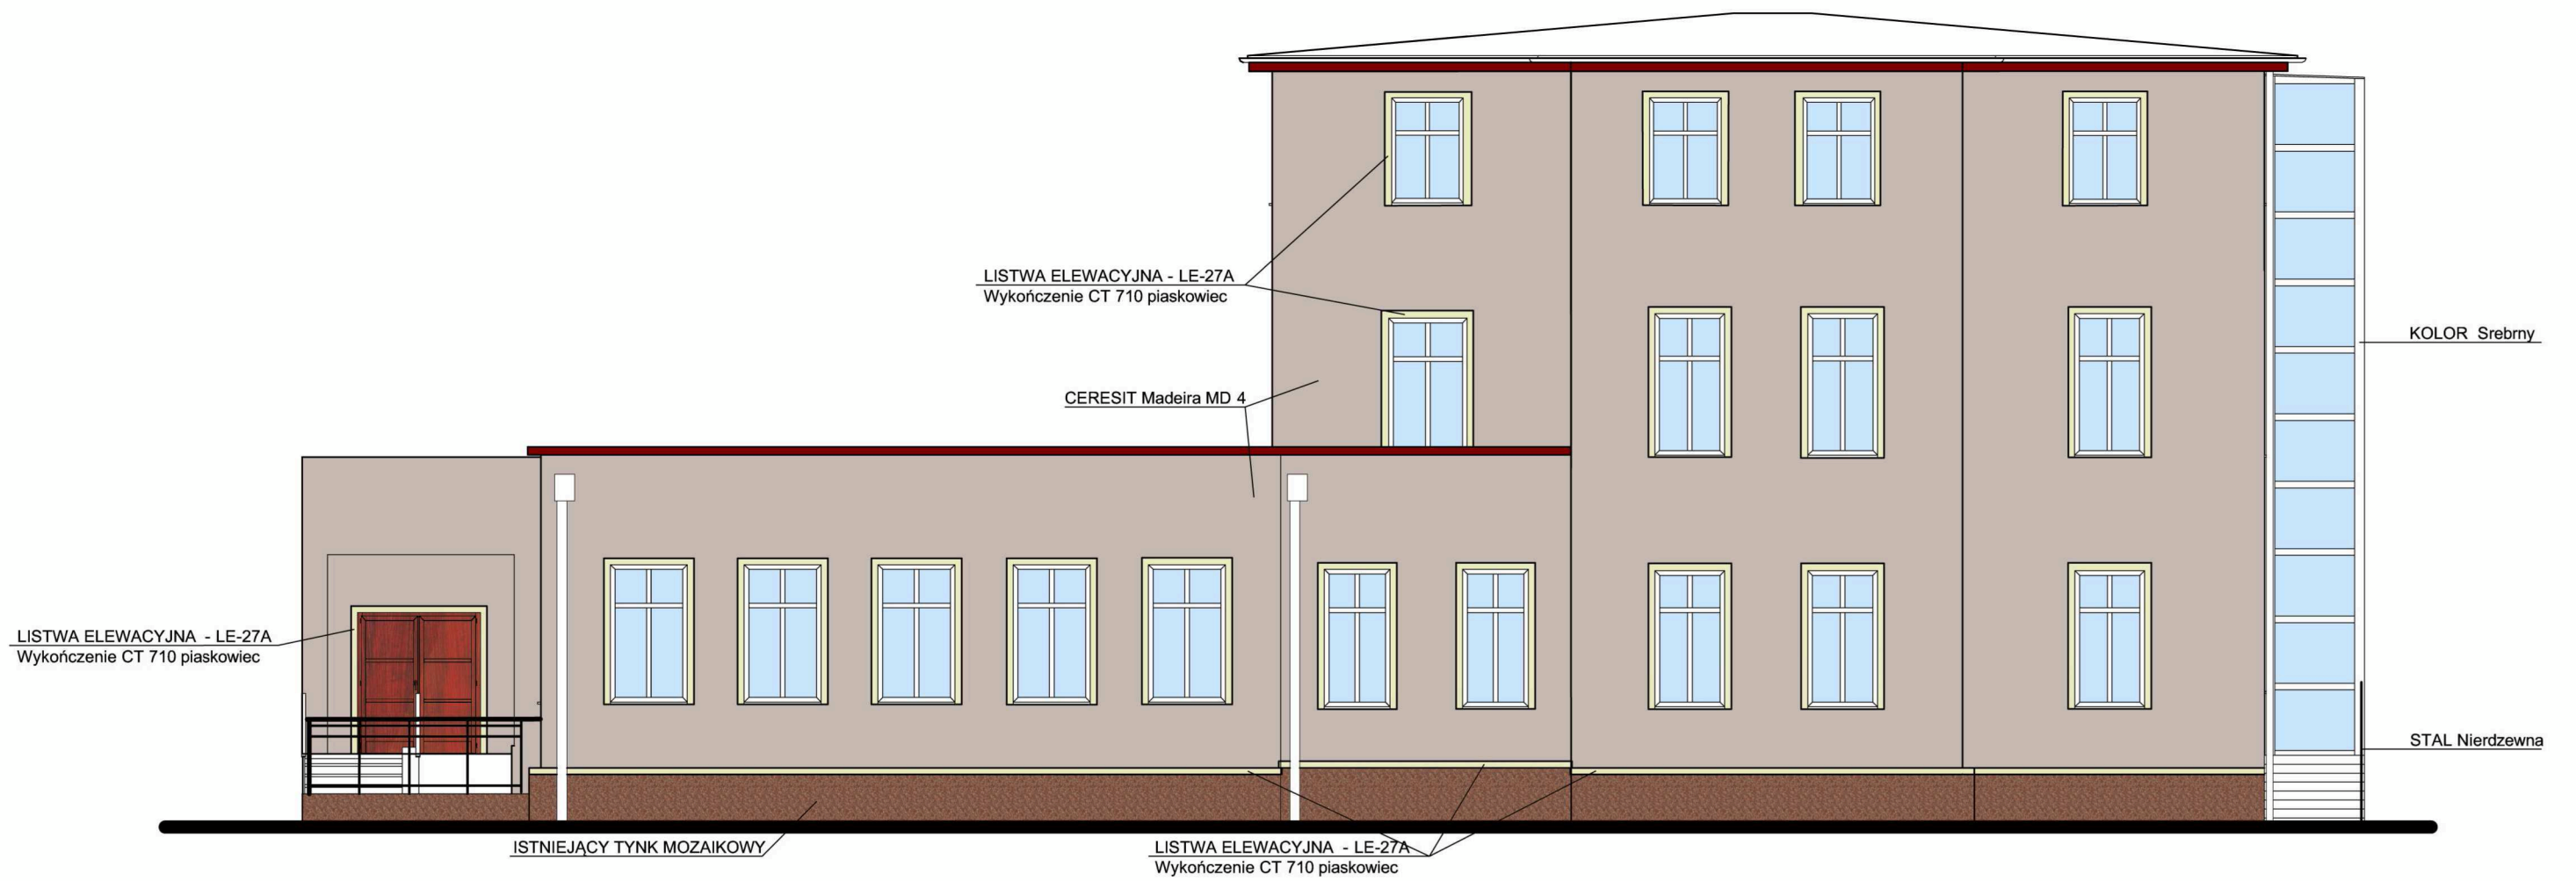 LISTWA ELEWACYJNA - LE-27A
Wykończenie CT 710 piaskowiec
KOLOR Srebrny
CERESIT Madeira MD 4
LISTWA ELEWACYJNA - LE-27A
Wykończenie CT 710 piaskowiec
STAL Nierdzewna
ISTNIEJĄCY TYNK MOZAIKOWY
LISTWA ELEWACYJNA - LE-27A
Wykończenie CT 710 piaskowiec